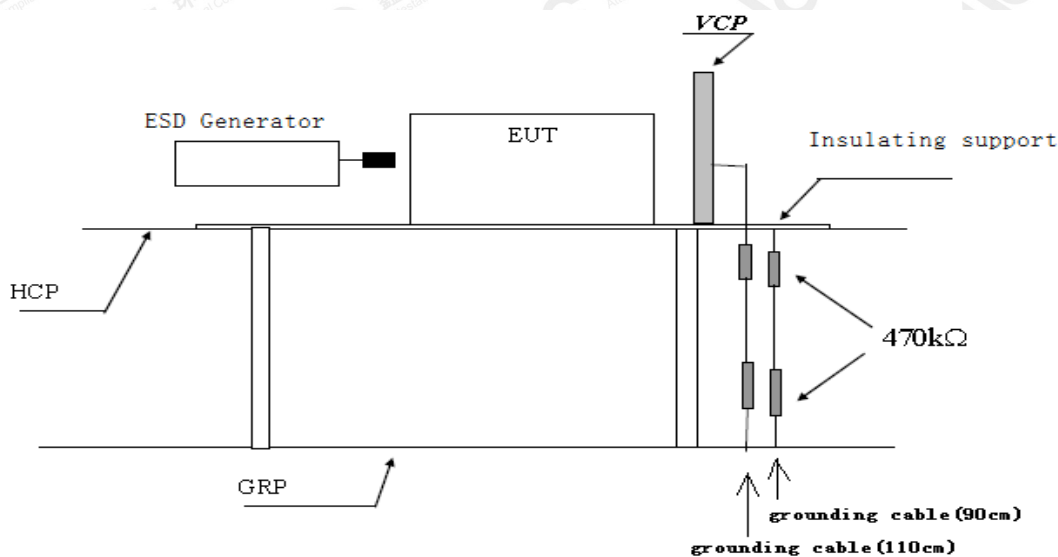 VCP
ESD Generator
EUT
Insulating support
HCP
470kΩ
GRP
grounding cable(90cm)
grounding cable(110cm)